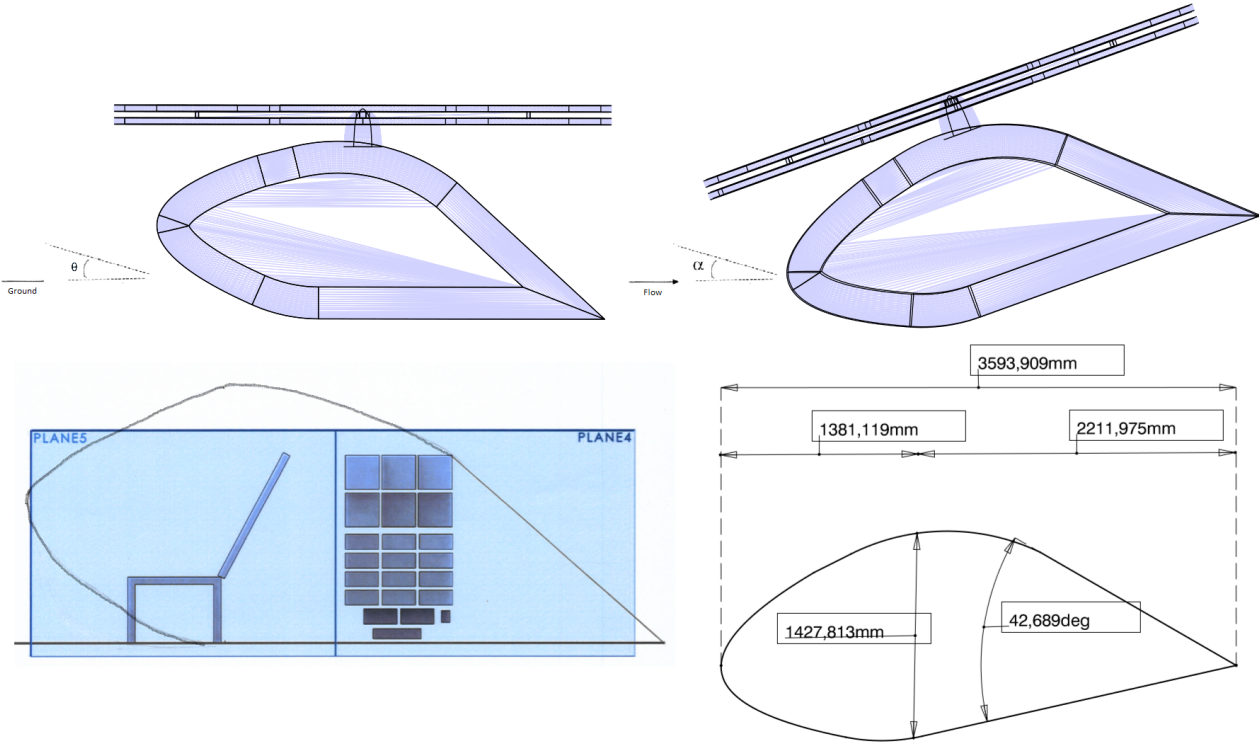 θ
Ground
α
Flow
PLANE5
PLANE4
3593,909mm
1381,119mm
2211,975mm
1427,813mm
42,689deg